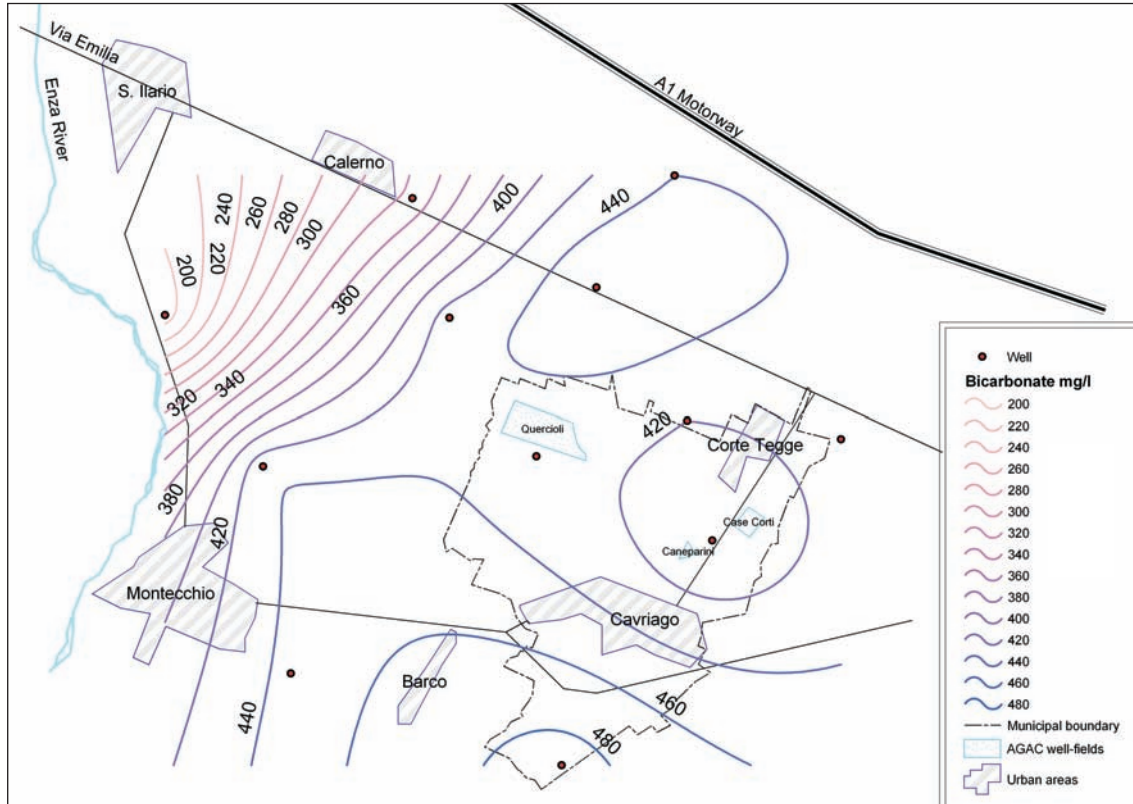 Via Emilia
S. Ilario
Enza River
A1 Motorway
Calerno
200
220
240
260
280
300
320
340
360
380
400
420
440
440
420
Quercioli
Corte Tegge
Case Corti
Caneparini
Montecchio
Cavriago
Barco
440
460
480
Well
Bicarbonate mg/l
200
220
240
260
280
300
320
340
360
380
400
420
440
460
480
Municipal boundary
AGAC well-fields
Urban areas